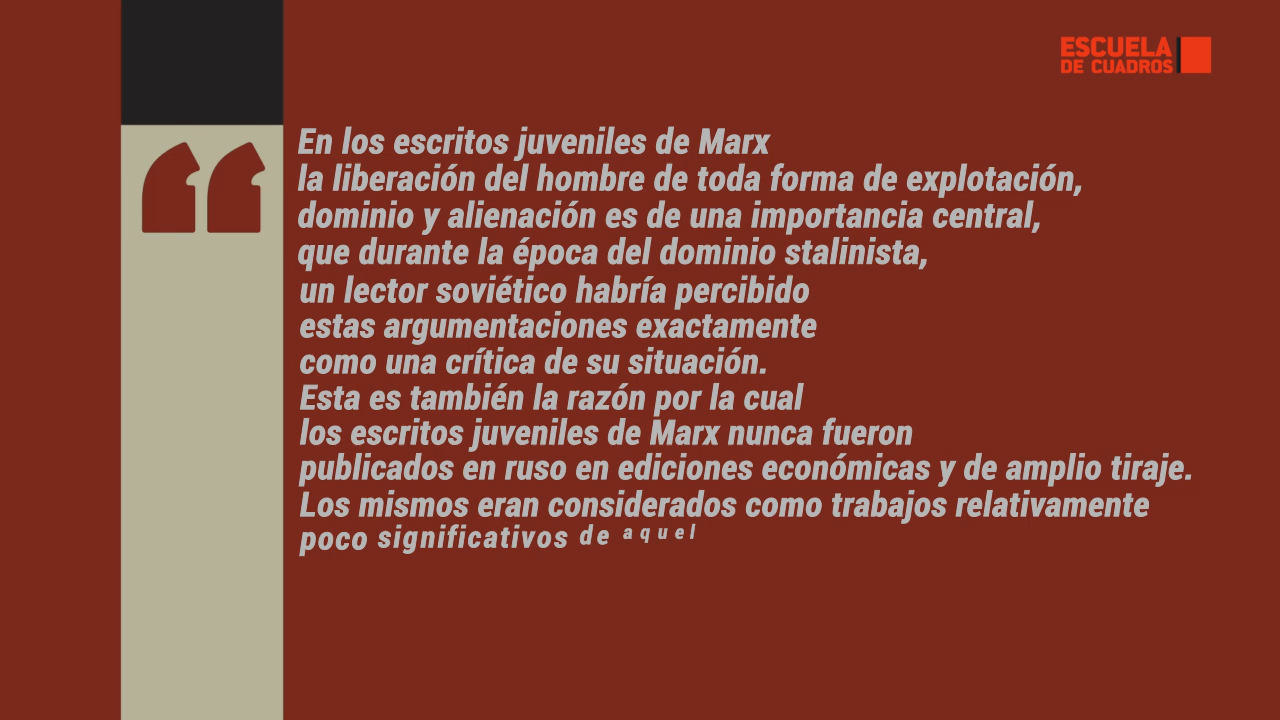 ESCUELA
DE CUADROS
En los escritos juveniles de Marx
la liberación del hombre de toda forma de explotación,
dominio y alienación es de una importancia central,
que durante la época del dominio stalinista,
un lector soviético habría percibido
estas argumentaciones exactamente
como una crítica de su situación.
Esta es también la razón por la cual
los escritos juveniles de Marx nunca fueron
publicados en ruso en ediciones económicas y de amplio tiraje.
Los mismos eran considerados como trabajos relativamente
poco significativos de aquel